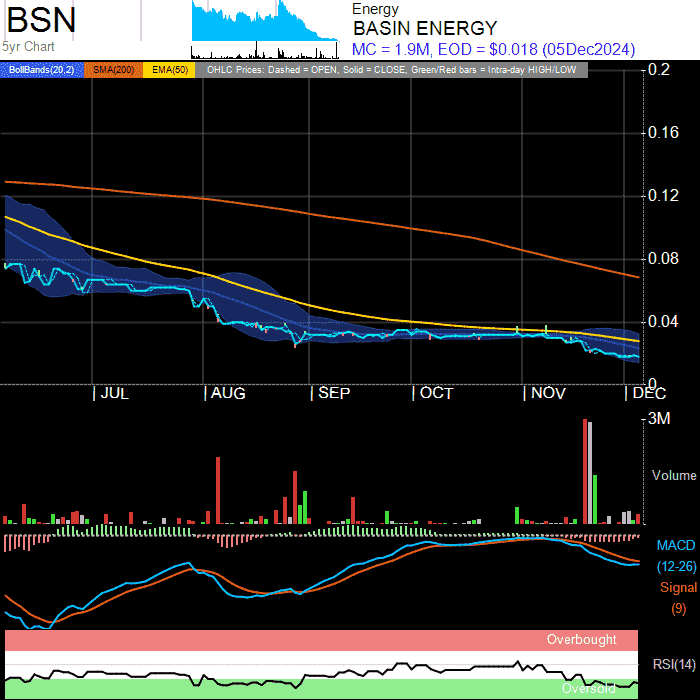 BSN
5yr Chart
Energy
BASIN ENERGY
MC = 1.9M, EOD = $0.018 (05Dec2024)
BollBands(20,2) SMA(200) EMA(50) OHLC Prices: Dashed = OPEN, Solid = CLOSE, Green/Red bars = Intra-day HIGH/LOW
0.2
0.16
0.12
0.08
0.04
0
JUL AUG SEP OCT NOV DEC
3M
Volume
MACD
(12-26)
Signal
(9)
Overbought
RSI(14)
Oversold